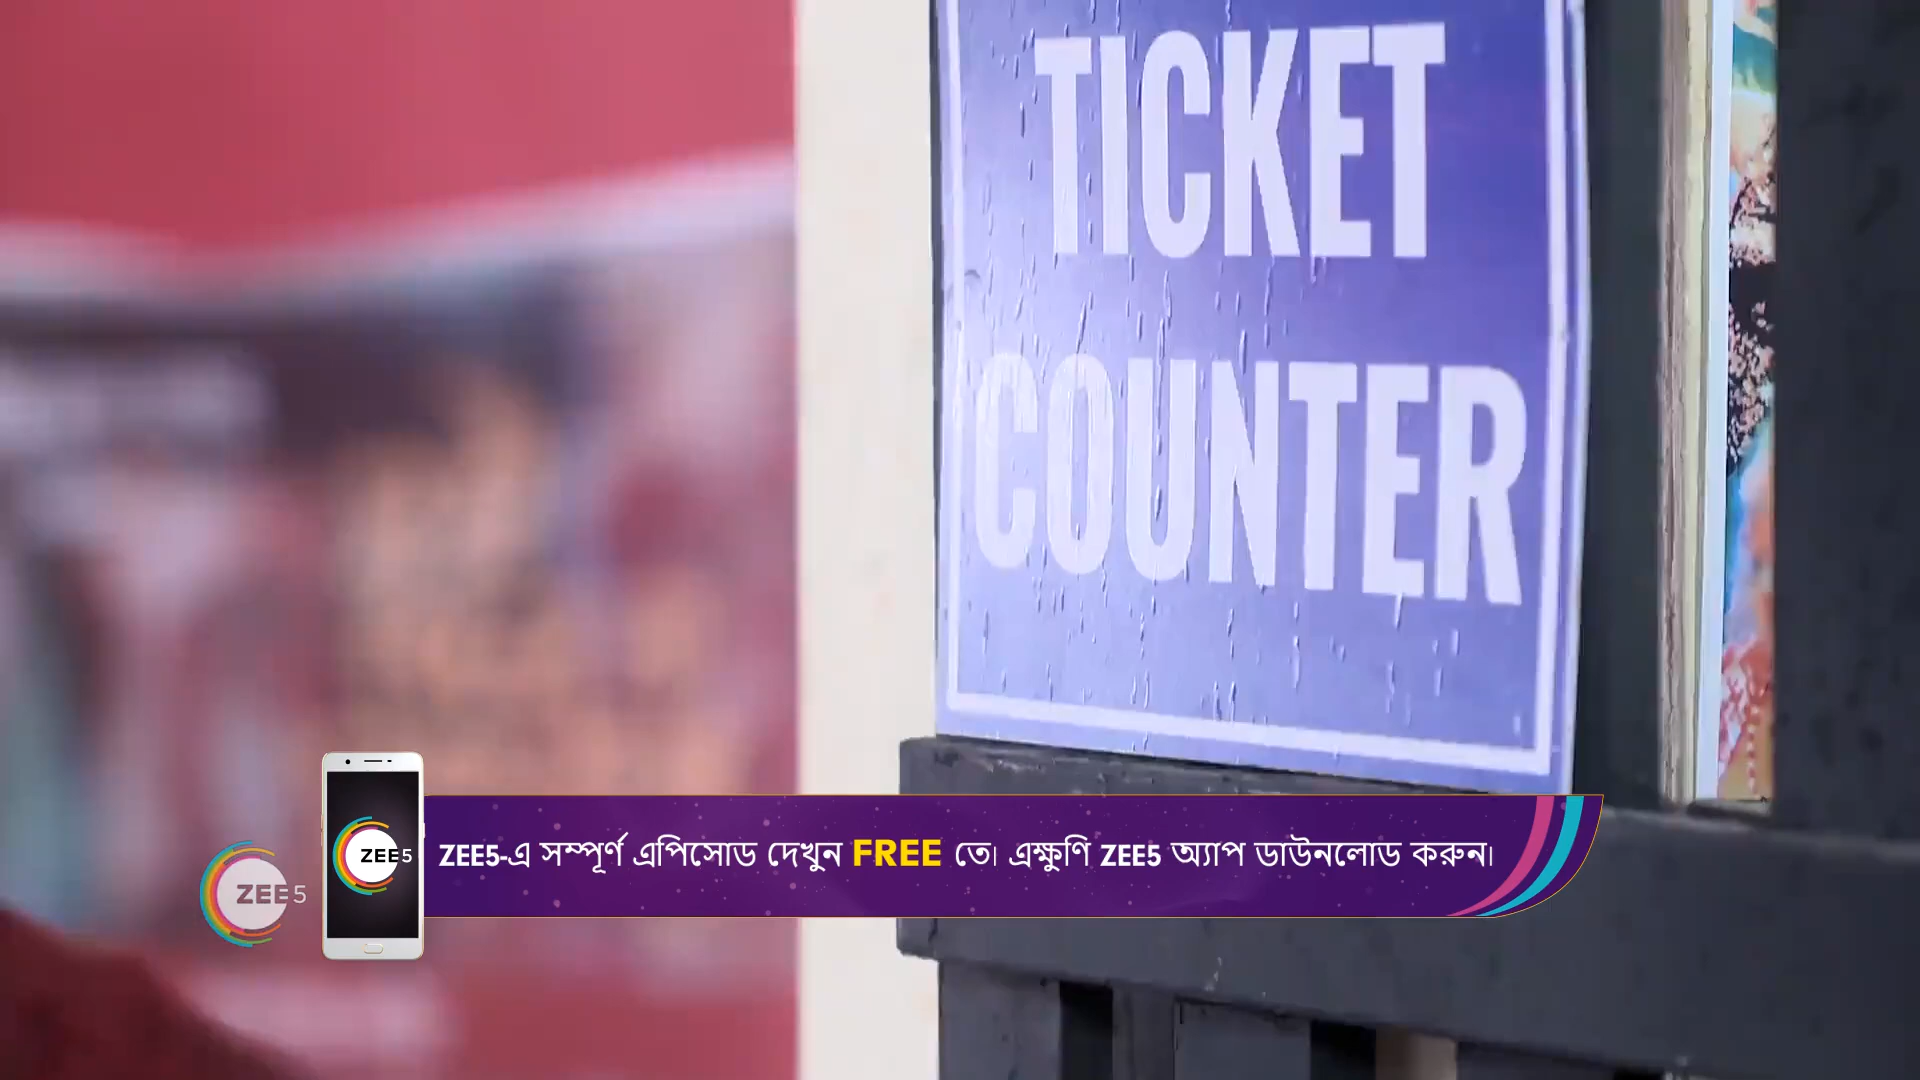 TICKET
COUNTER
ZEE5
ZEE5-এ সম্পূর্ণ এপিসোড দেখুন FREE তে। এক্ষুণি ZEE5 অ্যাপ ডাউনলোড করুন।
ZEE5